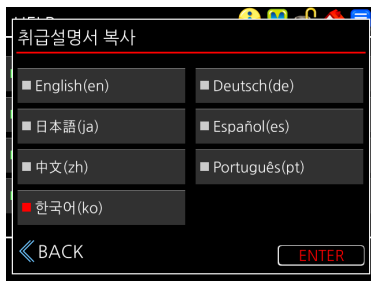 취급설명서 복사
English(en)
Deutsch(de)
日本語(ja)
Español(es)
中文(zh)
Português(pt)
한국어(ko)
BACK
ENTER